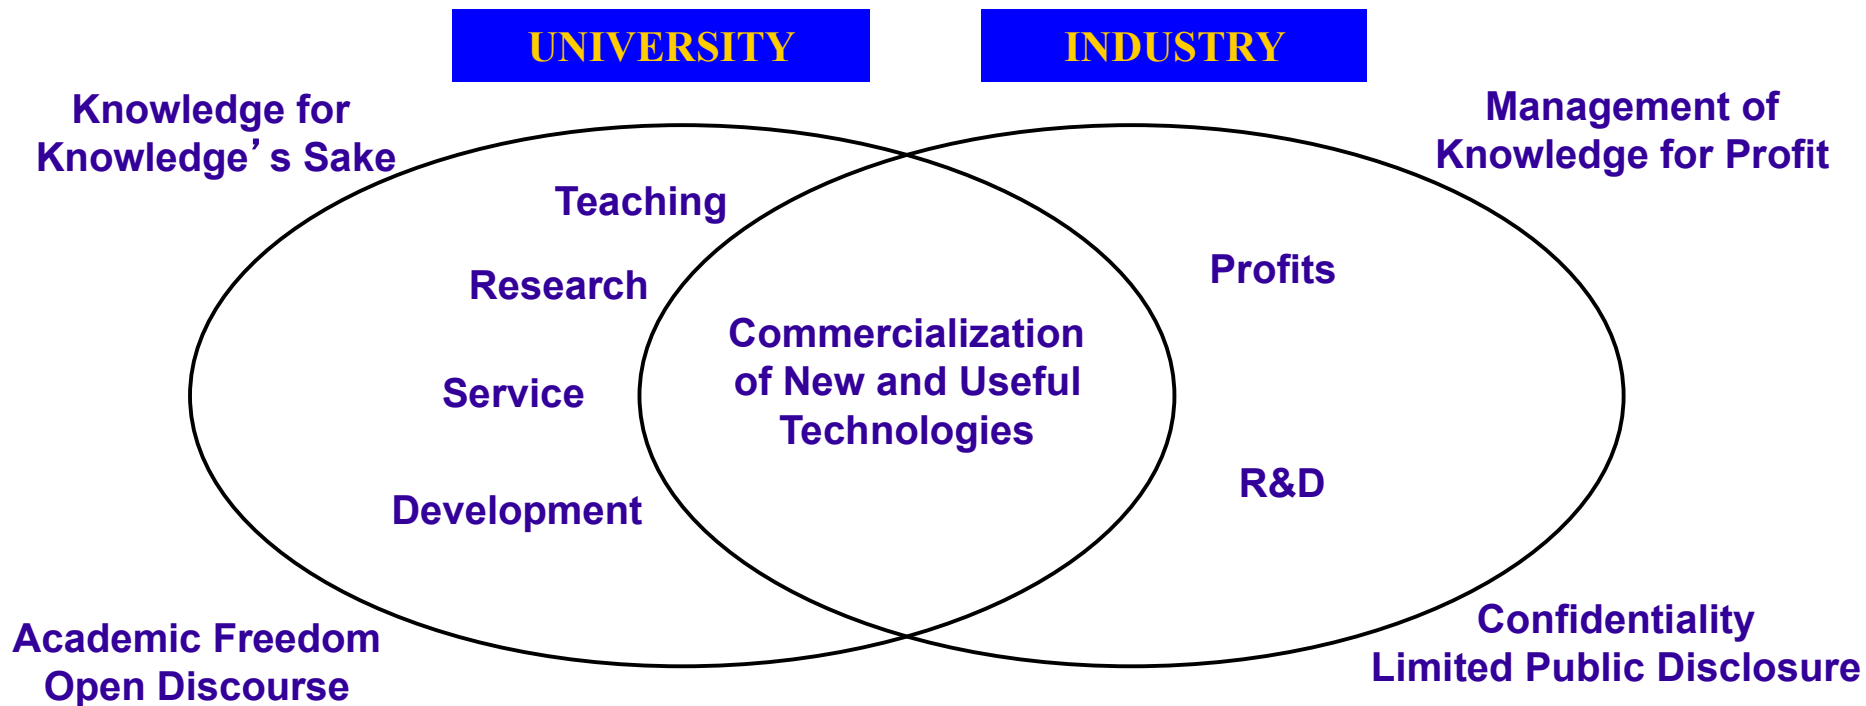 UNIVERSITY
INDUSTRY
Knowledge for
Knowledge’s Sake
Management of
Knowledge for Profit
Teaching
Research
Service
Development
Commercialization
of New and Useful
Technologies
Profits
R&D
Academic Freedom
Open Discourse
Confidentiality
Limited Public Disclosure